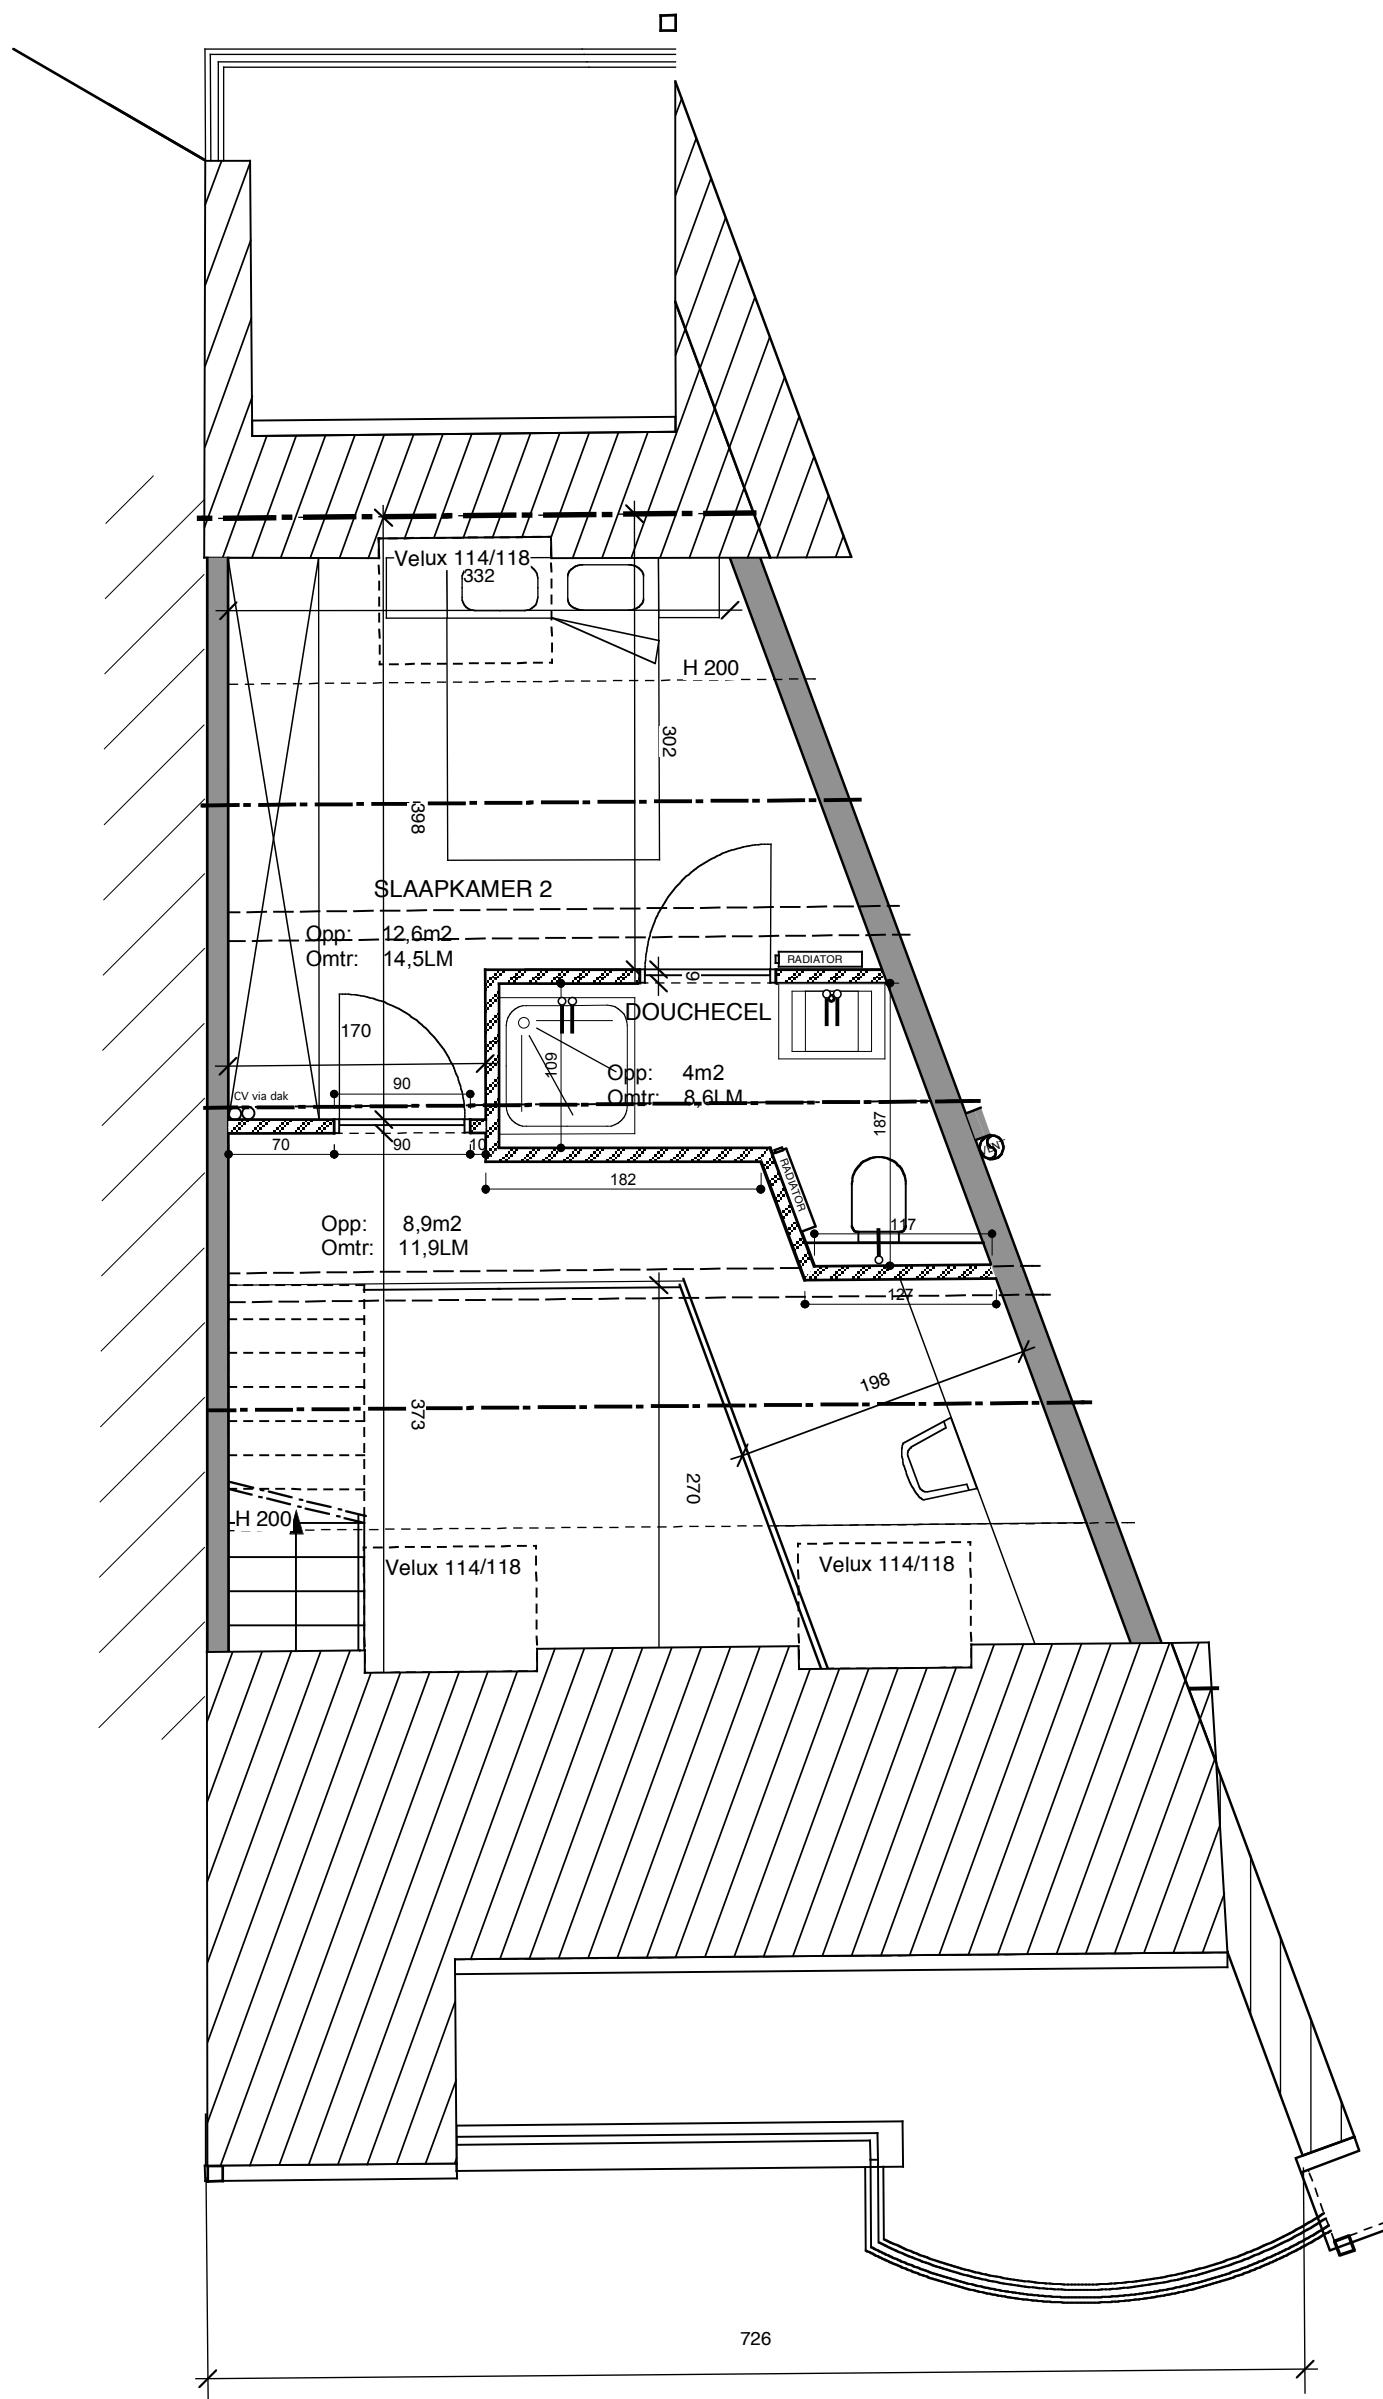 Velux 114/118
332
H 200
302
398
SLAAPKAMER 2
Opp: 12,6m2
Omtr: 14,5LM
RADIATOR
9
DOUCHECEL
170
109
Opp: 4m2
Omtr: 8,6LM
90
CV via dak
187
70
90
10
182
RADIATOR
117
Opp: 8,9m2
Omtr: 11,9LM
127
198
373
270
H 200
Velux 114/118
Velux 114/118
726